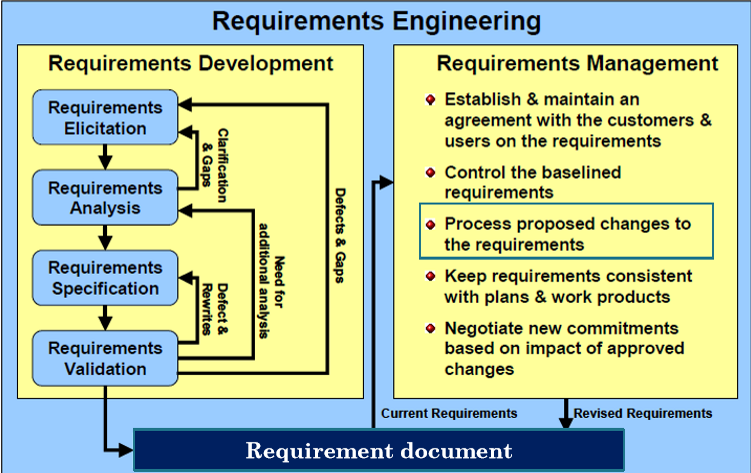 Requirements Engineering
Requirements Development
Requirements
Elicitation
Requirements
Analysis
Requirements
Specification
Requirements
Validation
Clarification
& Gaps
Defect &
Rewrites
Need for
additional analysis
Defects & Gaps
Requirements Management
Establish & maintain an
agreement with the customers &
users on the requirements
Control the baselined
requirements
Process proposed changes to
the requirements
Keep requirements consistent
with plans & work products
Negotiate new commitments
based on impact of approved
changes
Current Requirements
Revised Requirements
Requirement document